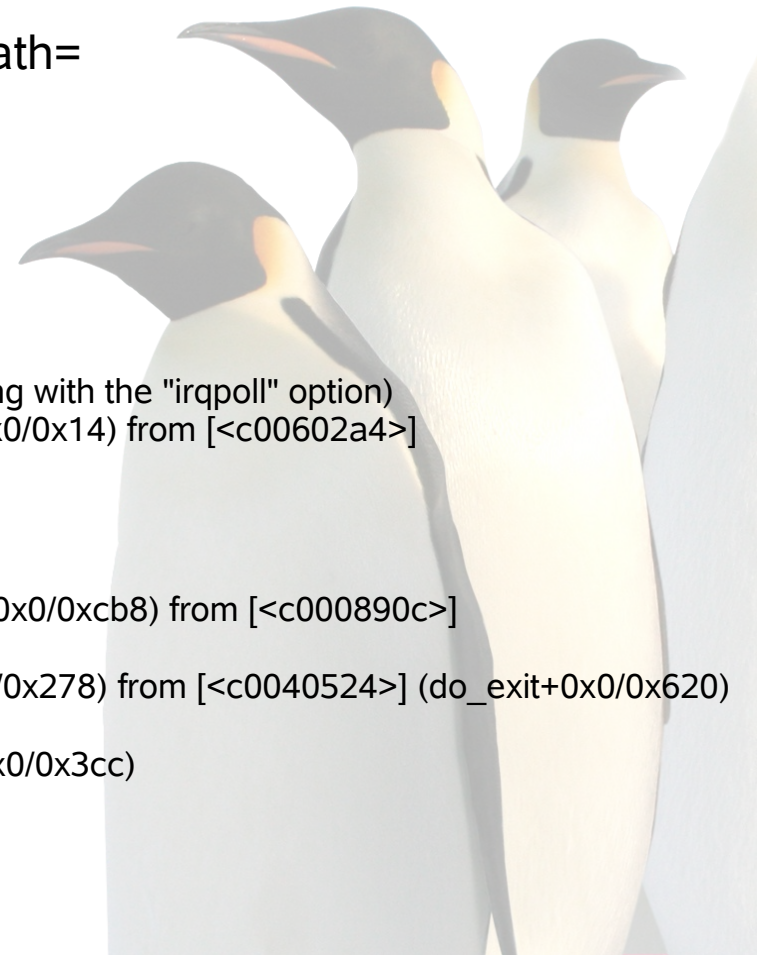 ath=
ng with the "irqpoll" option)
x0/0x14) from [<c00602a4>]
0x0/0xcb8) from [<c000890c>]
/0x278) from [<c0040524>] (do_exit+0x0/0x620)
x0/0x3cc)